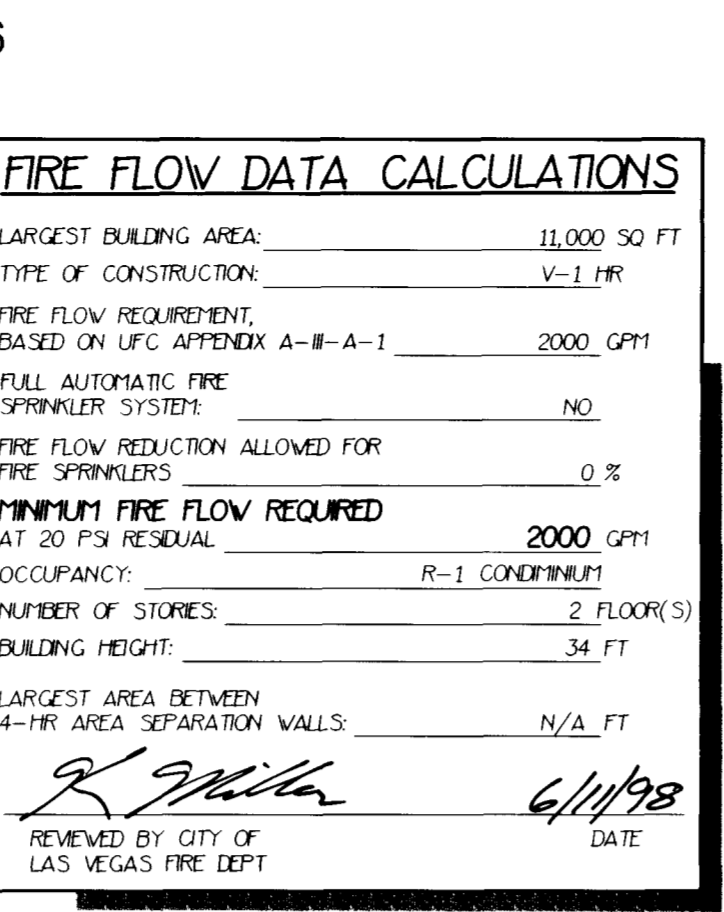 FIRE FLOW DATA CALCULATIONS
LARGEST BUILDING AREA: 11,000 SQ FT
TYPE OF CONSTRUCTION: V-1 HR
FIRE FLOW REQUIREMENT,
BASED ON UFC APPENDIX A-III-A-1 2000 GPM
FULL AUTOMATIC FIRE
SPRINKLER SYSTEM: NO
FIRE FLOW REDUCTION ALLOWED FOR
FIRE SPRINKLERS 0 %
MINIMUM FIRE FLOW REQUIRED
AT 20 PSI RESIDUAL 2000 GPM
OCCUPANCY: R-1 CONDIMINIUM
NUMBER OF STORIES: 2 FLOOR(S)
BUILDING HEIGHT: 34 FT
LARGEST AREA BETWEEN
4-HR AREA SEPARATION WALLS: N/A FT
K Miller 6/11/98
REVIEWED BY CITY OF DATE
LAS VEGAS FIRE DEPT